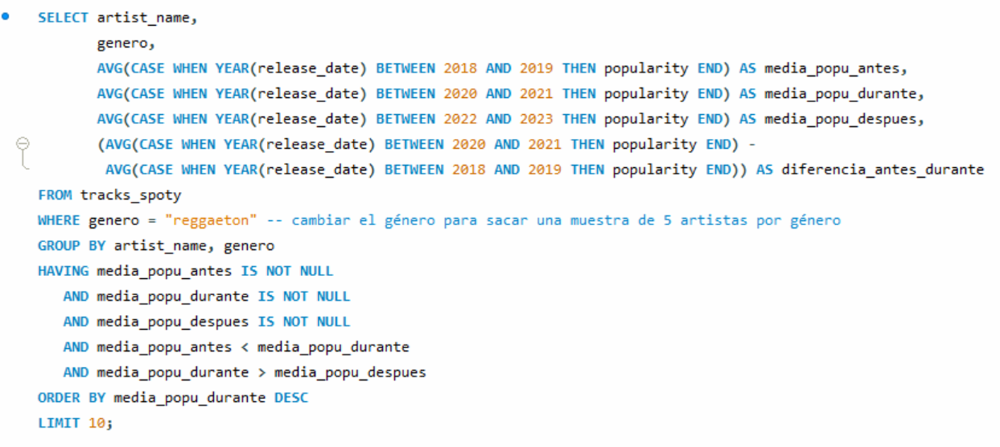 SELECT artist_name,
genero,
AVG(CASE WHEN YEAR(release_date) BETWEEN 2018 AND 2019 THEN popularity END) AS media_popu_antes,
AVG(CASE WHEN YEAR(release_date) BETWEEN 2020 AND 2021 THEN popularity END) AS media_popu_durante,
AVG(CASE WHEN YEAR(release_date) BETWEEN 2022 AND 2023 THEN popularity END) AS media_popu_despues,
(AVG(CASE WHEN YEAR(release_date) BETWEEN 2020 AND 2021 THEN popularity END) -
AVG(CASE WHEN YEAR(release_date) BETWEEN 2018 AND 2019 THEN popularity END)) AS diferencia_antes_durante
FROM tracks_spoty
WHERE genero = "reggaeton" -- cambiar el género para sacar una muestra de 5 artistas por género
GROUP BY artist_name, genero
HAVING media_popu_antes IS NOT NULL
AND media_popu_durante IS NOT NULL
AND media_popu_despues IS NOT NULL
AND media_popu_antes < media_popu_durante
AND media_popu_durante > media_popu_despues
ORDER BY media_popu_durante DESC
LIMIT 10;